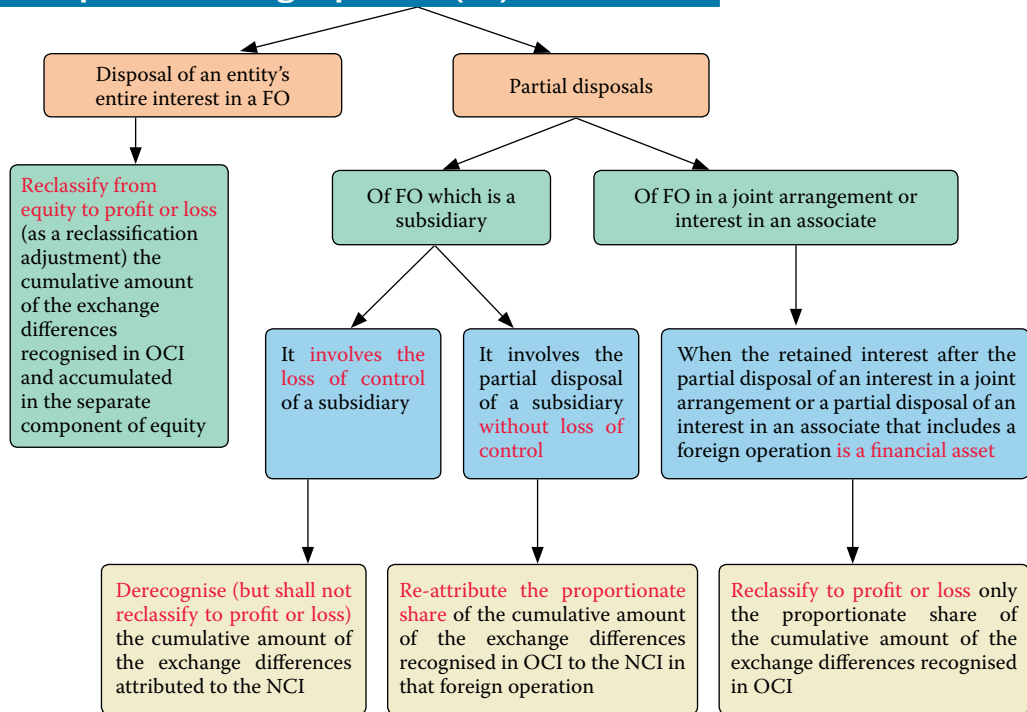 Disposal of an entity's
entire interest in a FO
Partial disposals
Reclassify from
equity to profit or loss
(as a reclassification
adjustment) the
cumulative amount
of the exchange
differences
recognised in OCI
and accumulated
in the separate
component of equity
Of FO which is a
subsidiary
Of FO in a joint arrangement or
interest in an associate
It involves the
loss of control
of a subsidiary
It involves the
partial disposal
of a subsidiary
without loss of
control
When the retained interest after the
partial disposal of an interest in a joint
arrangement or a partial disposal of an
interest in an associate that includes a
foreign operation is a financial asset
Derecognise (but shall not
reclassify to profit or loss)
the cumulative amount of
the exchange differences
attributed to the NCI
Re-attribute the proportionate
share of the cumulative amount
of the exchange differences
recognised in OCI to the NCI in
that foreign operation
Reclassify to profit or loss only
the proportionate share of
the cumulative amount of the
exchange differences recognised
in OCI